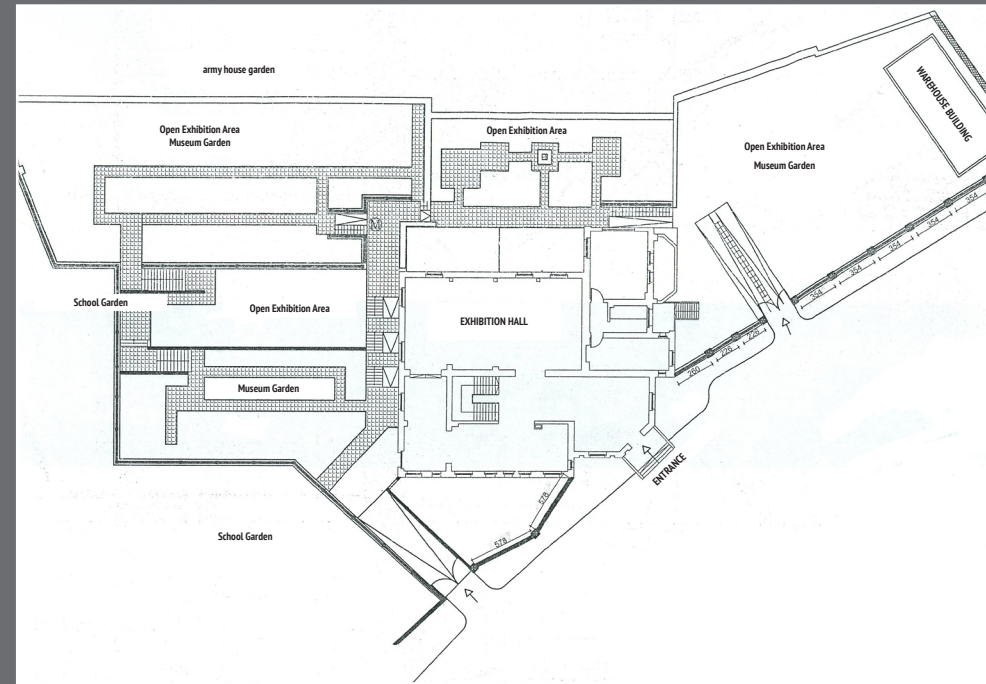 army house garden
Open Exhibition Area
Museum Garden
Open Exhibition Area
Open Exhibition Area
Museum Garden
WAREHOUSE BUILDING
School Garden
Open Exhibition Area
EXHIBITION HALL
Museum Garden
ENTRANCE
School Garden
354
354
354
354
354
226
226
260
578
578